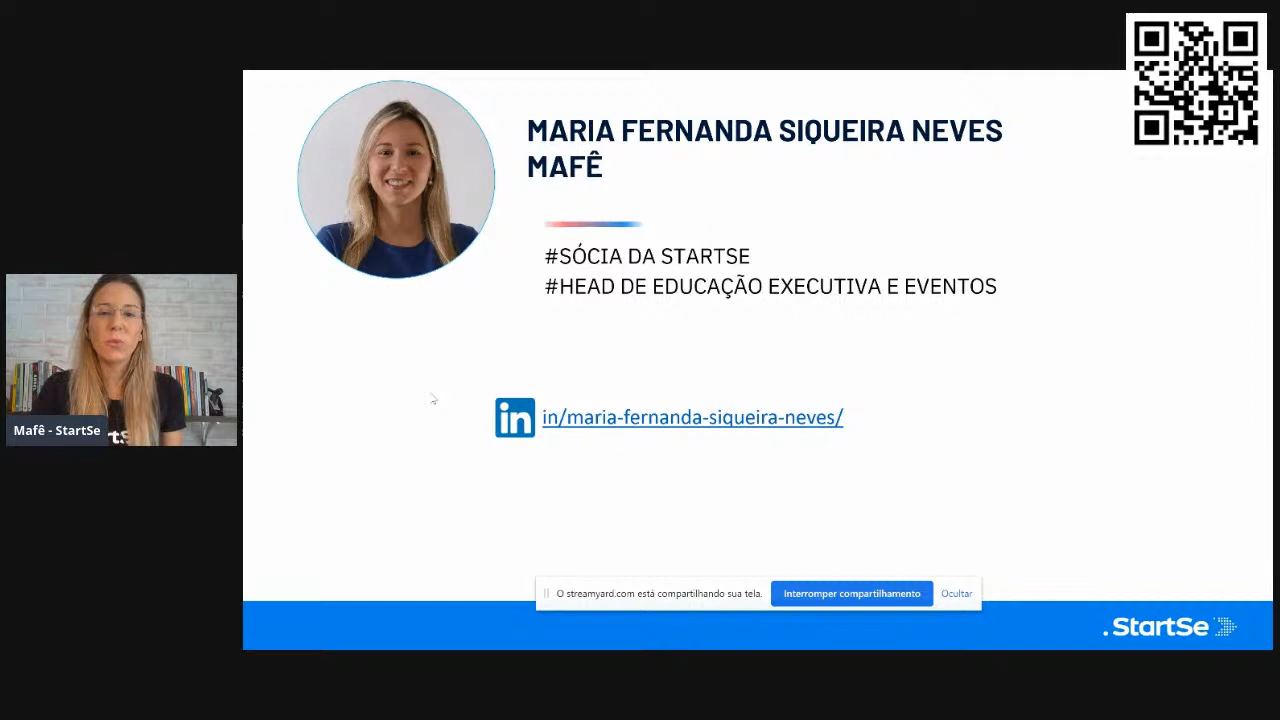 MARIA FERNANDA SIQUEIRA NEVES
MAFÊ
#SÓCIA DA STARTSE
#HEAD DE EDUCAÇÃO EXECUTIVA E EVENTOS
in
in/maria-fernanda-siqueira-neves/
Mafê - StartSe
O streamyard.com está compartilhando sua tela.
Interromper compartilhamento
Ocultar
.StartSe